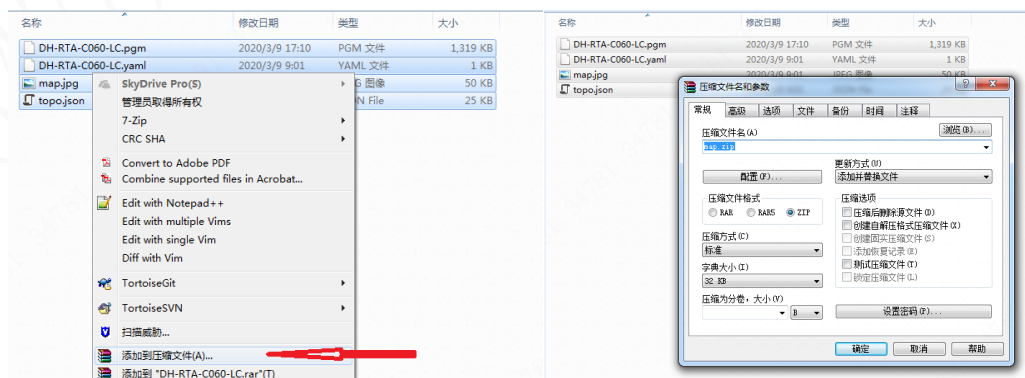 名称 修改日期 类型 大小
DH-RTA-C060-LC.pgm 2020/3/9 17:10 PGM 文件 1,319 KB
DH-RTA-C060-LC.yaml 2020/3/9 9:01 YAML 文件 1 KB
map.jpg G 图像 50 KB
topo.json N File 25 KB
SkyDrive Pro(S)
管理员取得所有权
7-Zip
CRC SHA
Convert to Adobe PDF
Combine supported files in Acrobat...
Edit with Notepad++
Edit with multiple Vims
Edit with single Vim
Diff with Vim
TortoiseGit
TortoiseSVN
扫描威胁...
添加到压缩文件(A)...
添加到 "DH-RTA-C060-LC.rar"(T)
名称 修改日期 类型 大小
DH-RTA-C060-LC.pgm 2020/3/9 17:10 PGM 文件 1,319 KB
DH-RTA-C060-LC.yaml 2020/3/9 9:01 YAML 文件 1 KB
map.jpg 2020/3/9 9:01 JPEG 图像 50 KB
topo.json
压缩文件名和参数
常规 高级 选项 文件 备份 时间 注释
压缩文件名(A) 浏览(B)...
map.zip
更新方式(U)
配置(F)... 添加并替换文件
压缩文件格式 压缩选项
RAR RAR5 ZIP 压缩后删除源文件(D)
创建自解压格式压缩文件(X)
压缩方式(C) 创建固实压缩文件(S)
标准 添加恢复记录(E)
字典大小(I) 测试压缩文件(T)
32 KB 锁定压缩文件(L)
压缩为分卷，大小(V)
B 设置密码(P)...
确定 取消 帮助